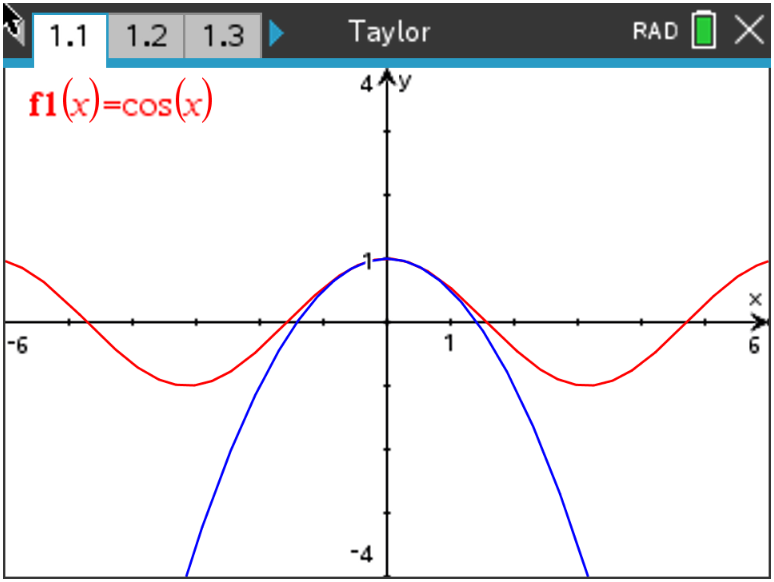 1.1 1.2 1.3 Taylor RAD
4 y
f1(x)=cos(x)
1
x
-6 1 6
-4